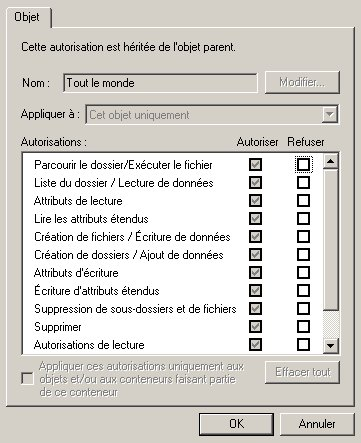 Objet
Cette autorisation est héritée de l'objet parent.
Nom : Tout le monde Modifier...
Appliquer à : Cet objet uniquement
Autorisations : Autoriser Refuser
Parcourir le dossier/Exécuter le fichier
Liste du dossier / Lecture de données
Attributs de lecture
Lire les attributs étendus
Création de fichiers / Écriture de données
Création de dossiers / Ajout de données
Attributs d'écriture
Écriture d'attributs étendus
Suppression de sous-dossiers et de fichiers
Supprimer
Autorisations de lecture
Appliquer ces autorisations uniquement aux
objets et/ou aux conteneurs faisant partie
de ce conteneur
Effacer tout
OK Annuler